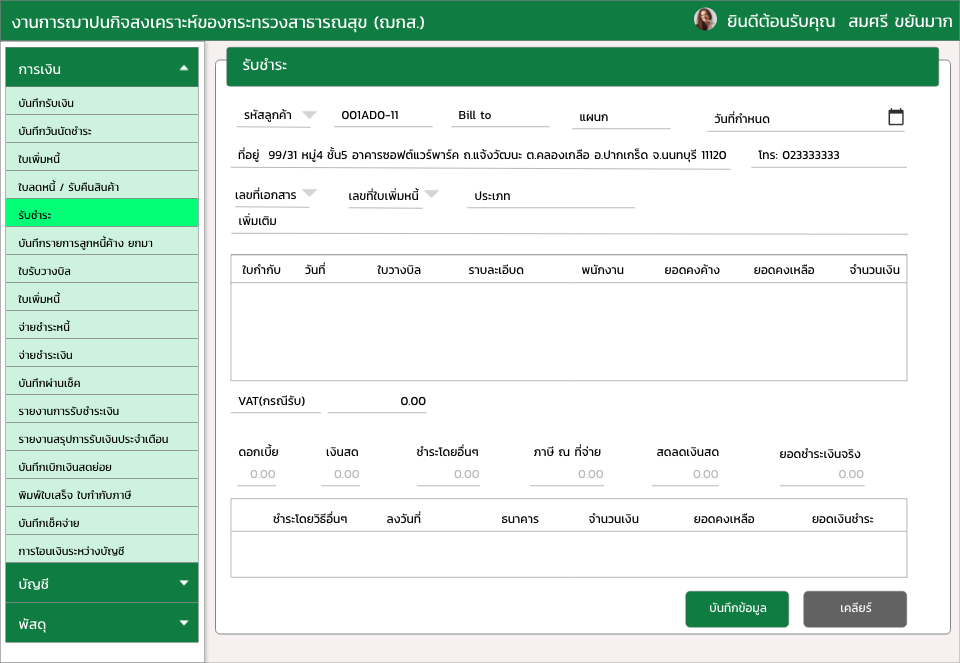 งานการฌาปนกิจสงเคราะห์ของกระทรวงสาธารณสุข (ฌกส.)
ยินดีต้อนรับคุณ สมศรี ขยันมาก
การเงิน
บันทึกรับเงิน
บันทึกวันนัดชำระ
ใบเพิ่มหนี้
ใบลดหนี้ / รับคืนสินค้า
รับชำระ
บันทึกรายการลูกหนี้ค้าง ยกมา
ใบรับวางบิล
ใบเพิ่มหนี้
จ่ายชำระหนี้
จ่ายชำระเงิน
บันทึกผ่านเช็ค
รายงานการรับชำระเงิน
รายงานสรุปการรับเงินประจำเดือน
บันทึกเบิกเงินสดย่อย
พิมพ์ใบเสร็จ ใบกำกับภาษี
บันทึกเช็คจ่าย
การโอนเงินระหว่างบัญชี
บัญชี
พัสดุ
รับชำระ
รหัสลูกค้า 001AD0-11 Bill to แผนก วันที่กำหนด
ที่อยู่ 99/31 หมู่4 ชั้น5 อาคารซอฟต์แวร์พาร์ค ถ.แจ้งวัฒนะ ต.คลองเกลือ อ.ปากเกร็ด จ.นนทบุรี 11120 โทร: 023333333
เลขที่เอกสาร เลขที่ใบเพิ่มหนี้ ประเภท
เพิ่มเติม
ใบกำกับ วันที่ ใบวางบิล ราบละเอีบด พนักงาน ยอดคงค้าง ยอดคงเหลือ จำนวนเงิน
VAT(กรณีรับ) 0.00
ดอกเบี้ย เงินสด ชำระโดยอื่นๆ ภาษี ณ ที่จ่าย สดลดเงินสด ยอดชำระเงินจริง
0.00 0.00 0.00 0.00 0.00 0.00
ชำระโดยวิธีอื่นๆ ลงวันที่ ธนาคาร จำนวนเงิน ยอดคงเหลือ ยอดเงินชำระ
บันทึกข้อมูล เคลียร์